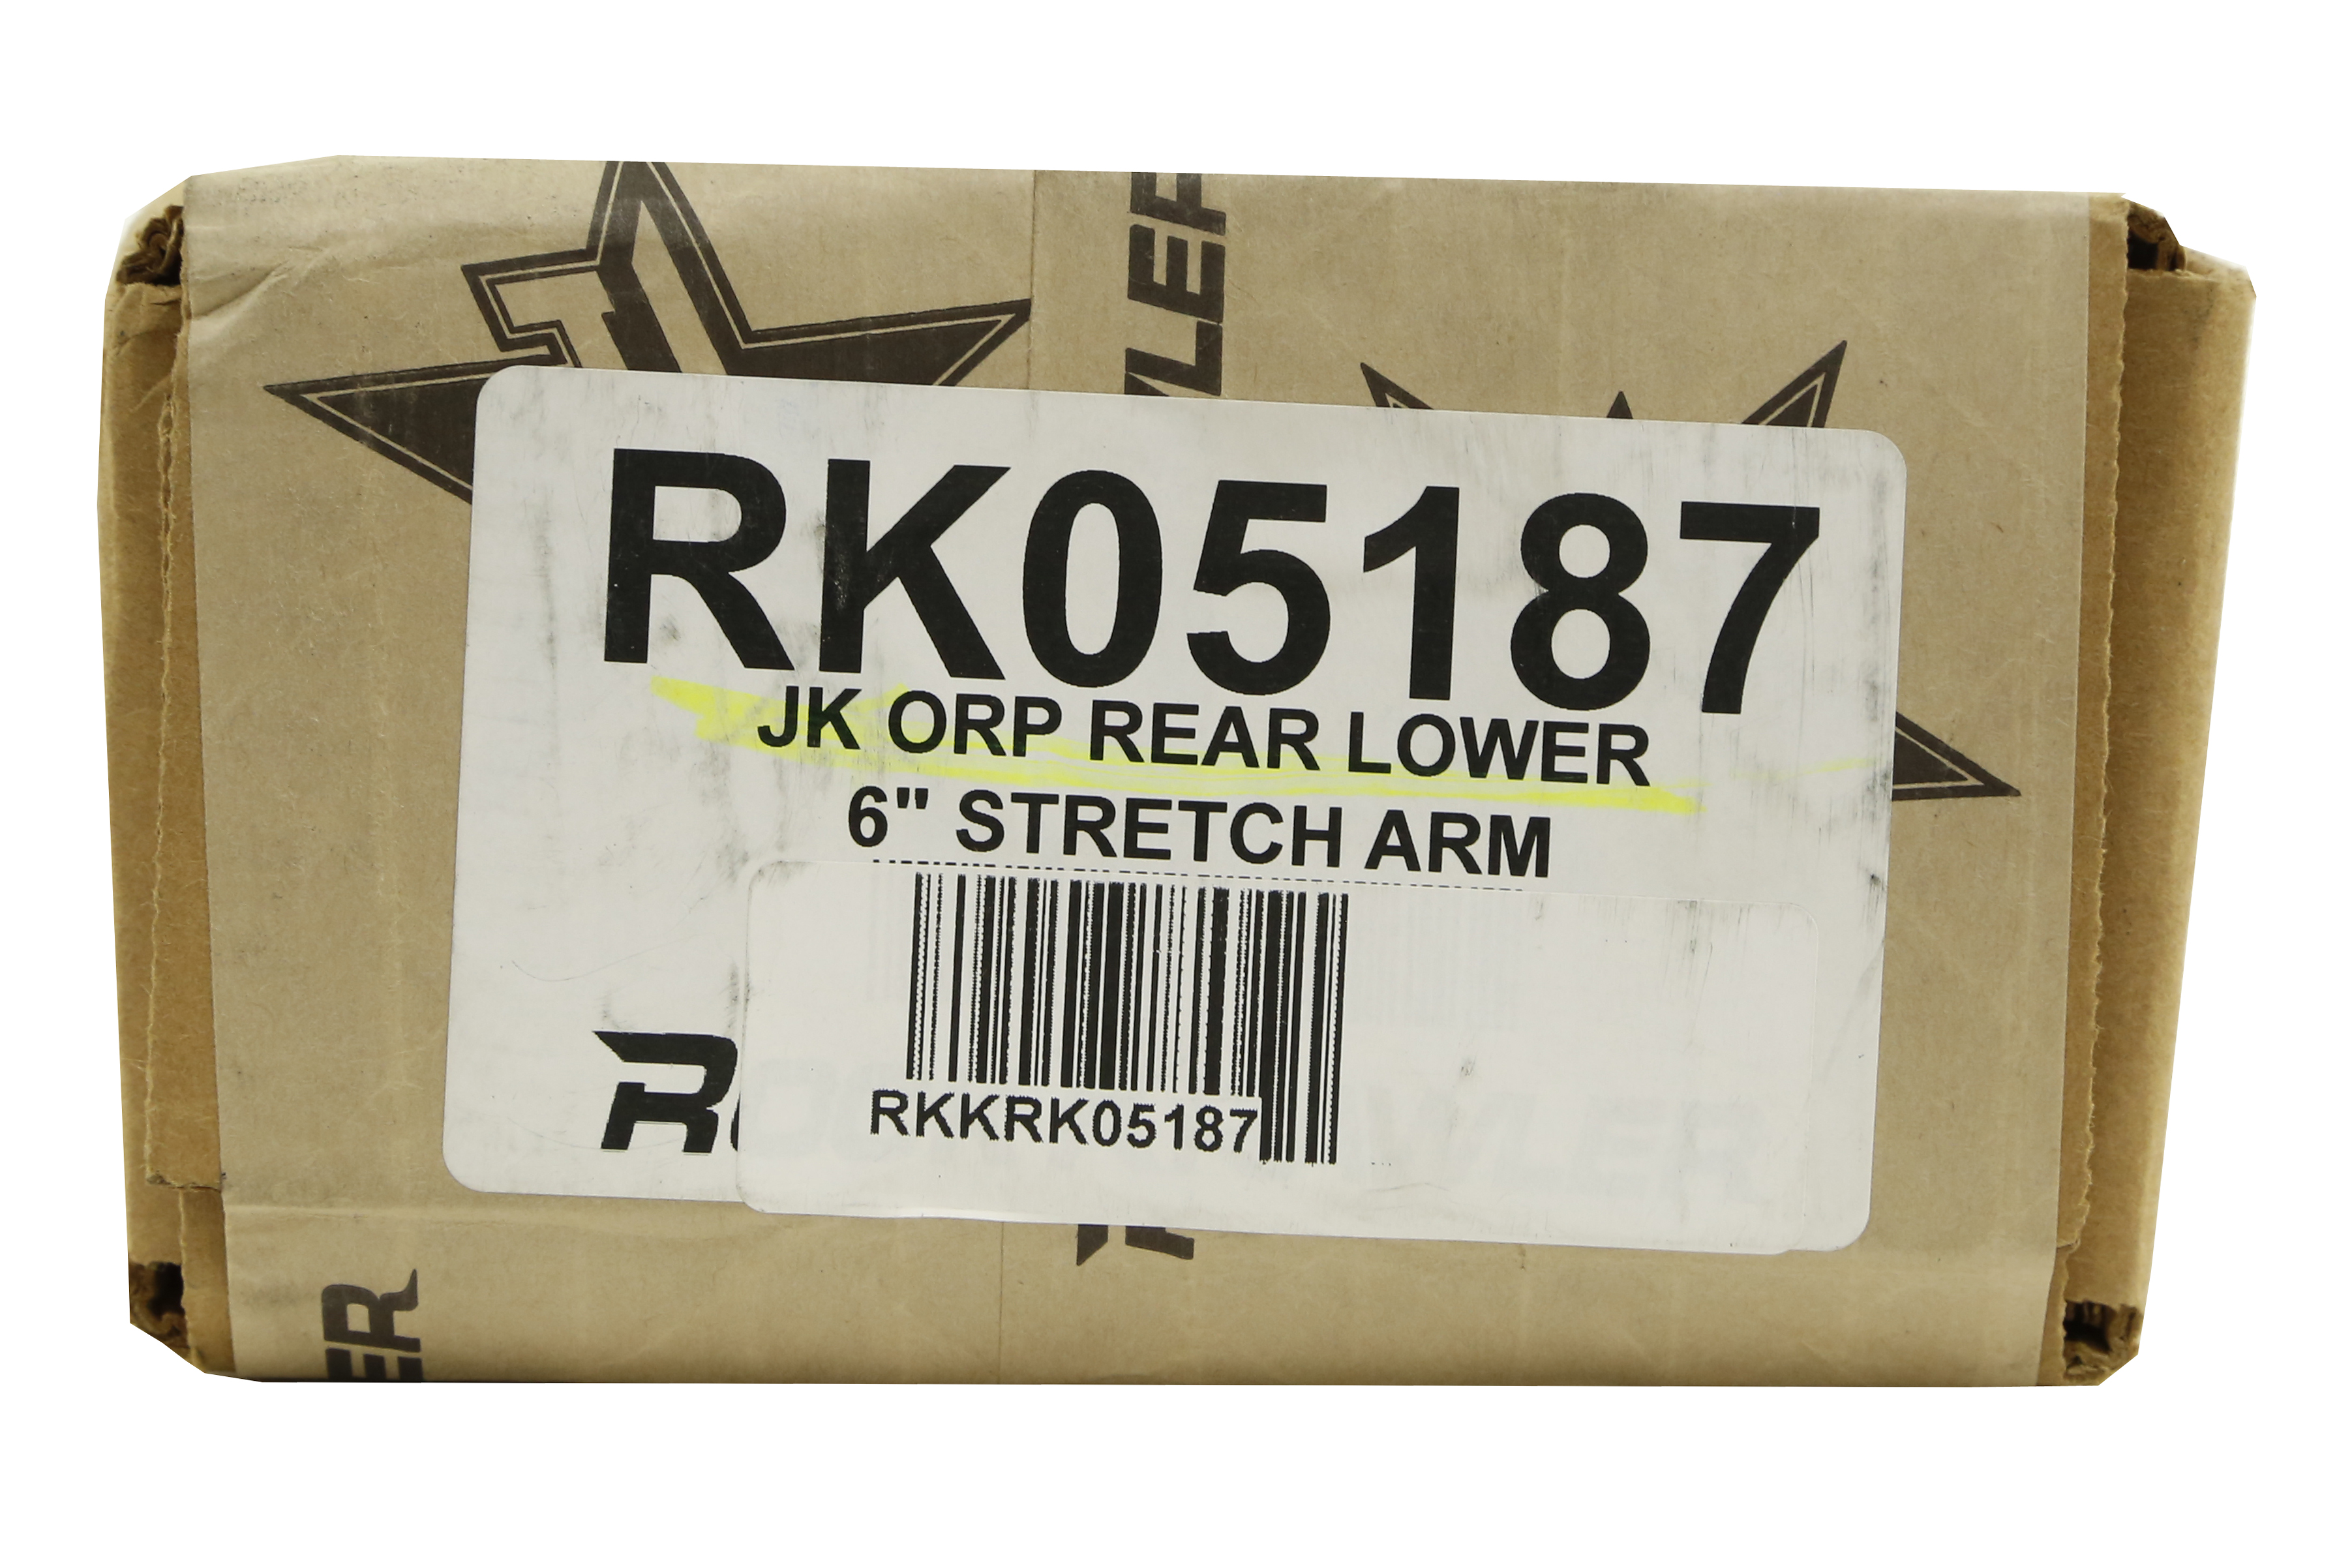 RK05187
JK ORP REAR LOWER
6" STRETCH ARM
RKKRK05187